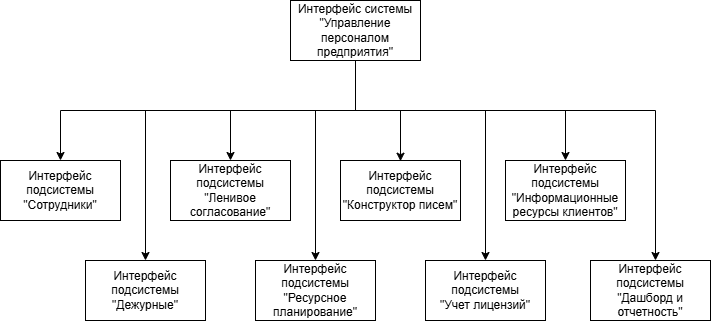 Интерфейс системы
"Управление
персоналом
предприятия"
Интерфейс
подсистемы
"Сотрудники"
Интерфейс
подсистемы
"Ленивое
согласование"
Интерфейс
подсистемы
"Конструктор писем"
Интерфейс
подсистемы
"Информационные
ресурсы клиентов"
Интерфейс
подсистемы
"Дежурные"
Интерфейс
подсистемы
"Ресурсное
планирование"
Интерфейс
подсистемы
"Учет лицензий"
Интерфейс
подсистемы
"Дашборд и
отчетность"